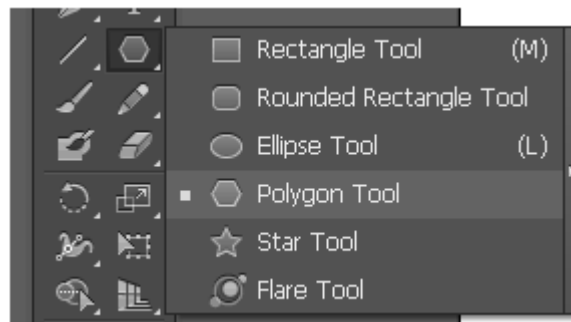 Rectangle Tool (M)
Rounded Rectangle Tool
Ellipse Tool (L)
Polygon Tool
Star Tool
Flare Tool